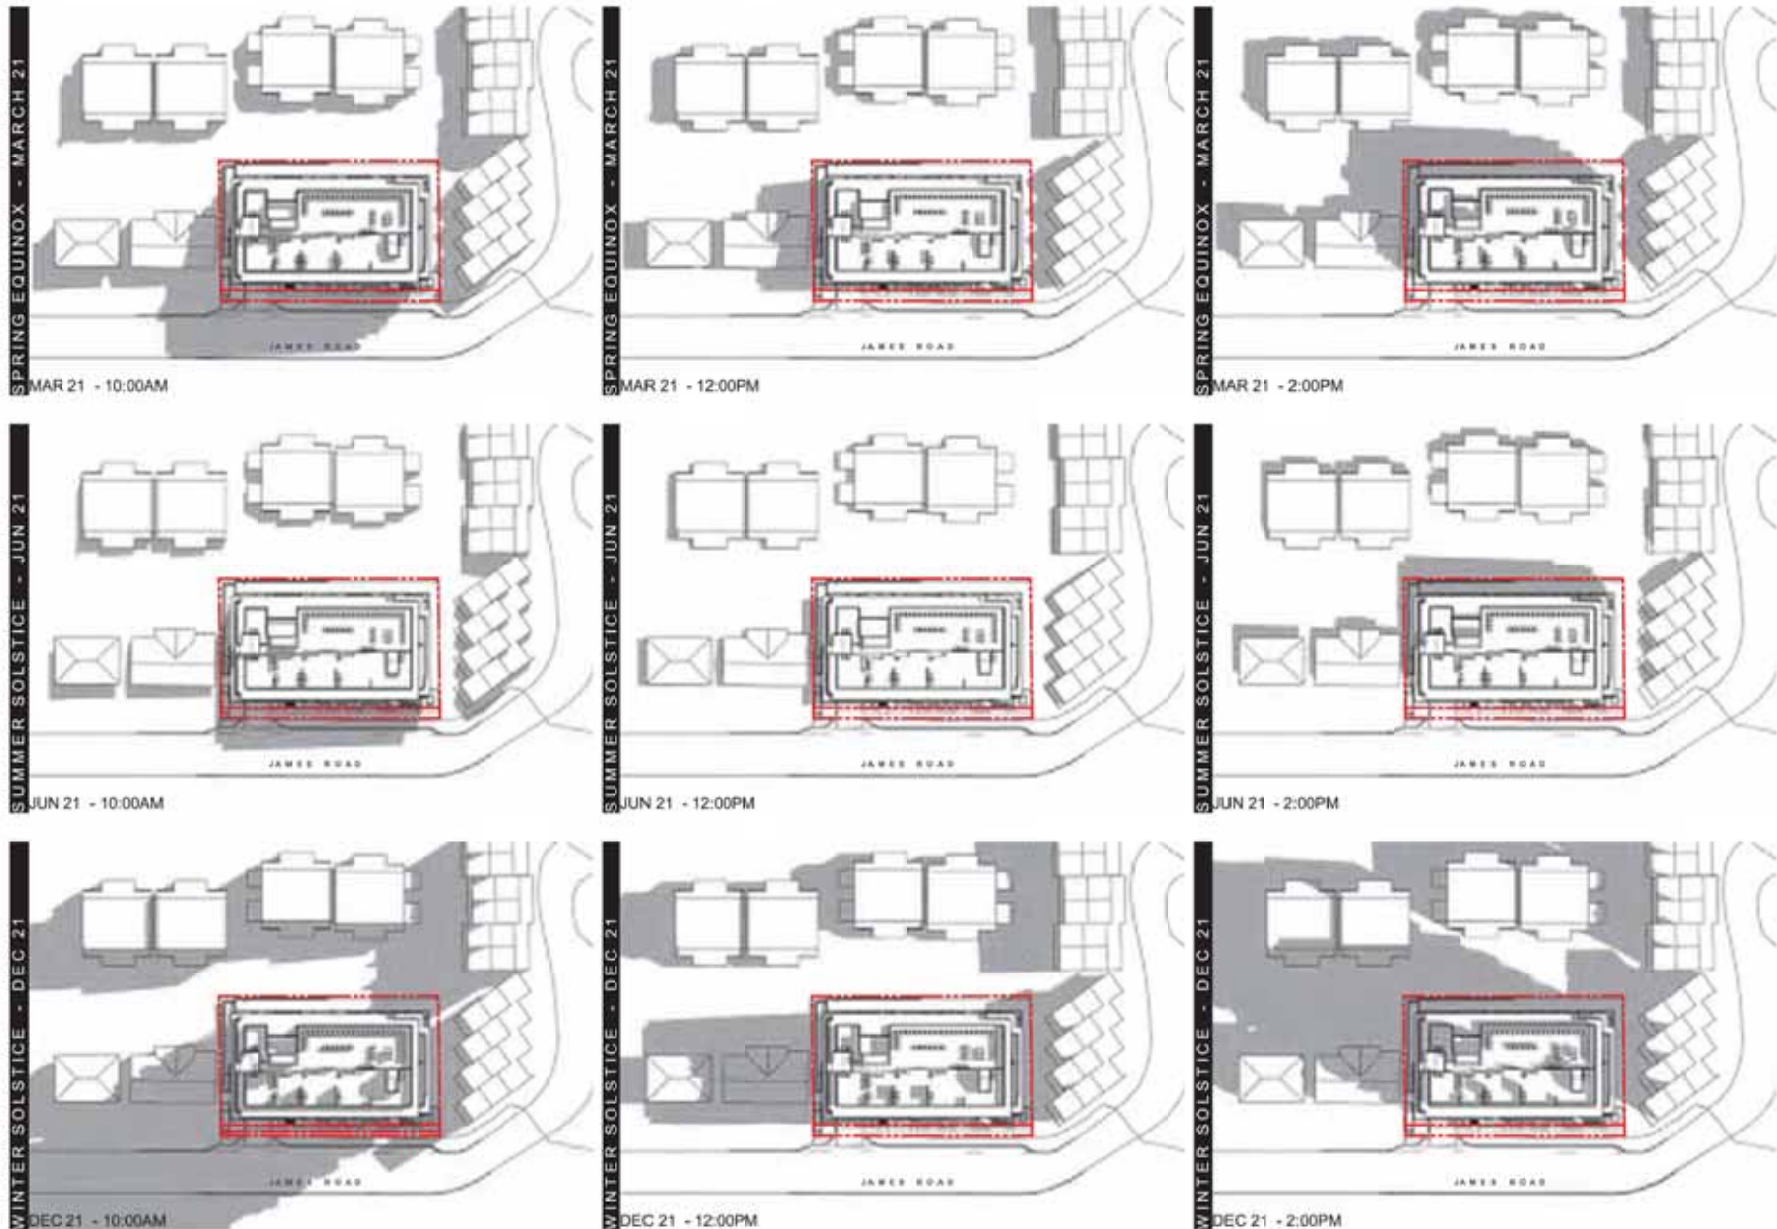 SPRING EQUINOX - MARCH 21
JAMES ROAD
MAR 21 - 10:00AM
SPRING EQUINOX - MARCH 21
JAMES ROAD
MAR 21 - 12:00PM
SPRING EQUINOX - MARCH 21
JAMES ROAD
MAR 21 - 2:00PM
SUMMER SOLSTICE - JUN 21
JAMES ROAD
JUN 21 - 10:00AM
SUMMER SOLSTICE - JUN 21
JAMES ROAD
JUN 21 - 12:00PM
SUMMER SOLSTICE - JUN 21
JAMES ROAD
JUN 21 - 2:00PM
WINTER SOLSTICE - DEC 21
JAMES ROAD
DEC 21 - 10:00AM
WINTER SOLSTICE - DEC 21
JAMES ROAD
DEC 21 - 12:00PM
WINTER SOLSTICE - DEC 21
JAMES ROAD
DEC 21 - 2:00PM